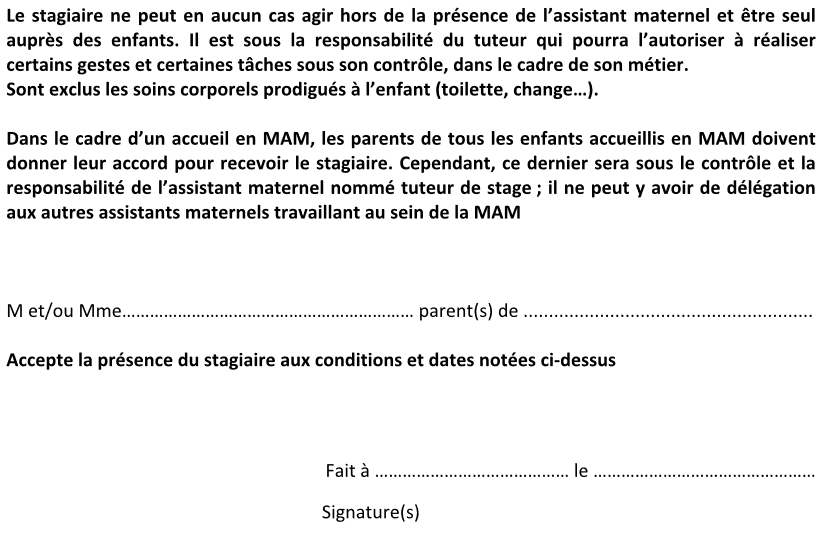 Le stagiaire ne peut en aucun cas agir hors de la présence de l’assistant maternel et être seul
auprès des enfants. Il est sous la responsabilité du tuteur qui pourra l’autoriser à réaliser
certains gestes et certaines tâches sous son contrôle, dans le cadre de son métier.
Sont exclus les soins corporels prodigués à l’enfant (toilette, change…).
Dans le cadre d’un accueil en MAM, les parents de tous les enfants accueillis en MAM doivent
donner leur accord pour recevoir le stagiaire. Cependant, ce dernier sera sous le contrôle et la
responsabilité de l’assistant maternel nommé tuteur de stage ; il ne peut y avoir de délégation
aux autres assistants maternels travaillant au sein de la MAM
M et/ou Mme……………………………………………………… parent(s) de .........................................................
Accepte la présence du stagiaire aux conditions et dates notées ci-dessus
Fait à …………………………………… le …………………………………………
Signature(s)